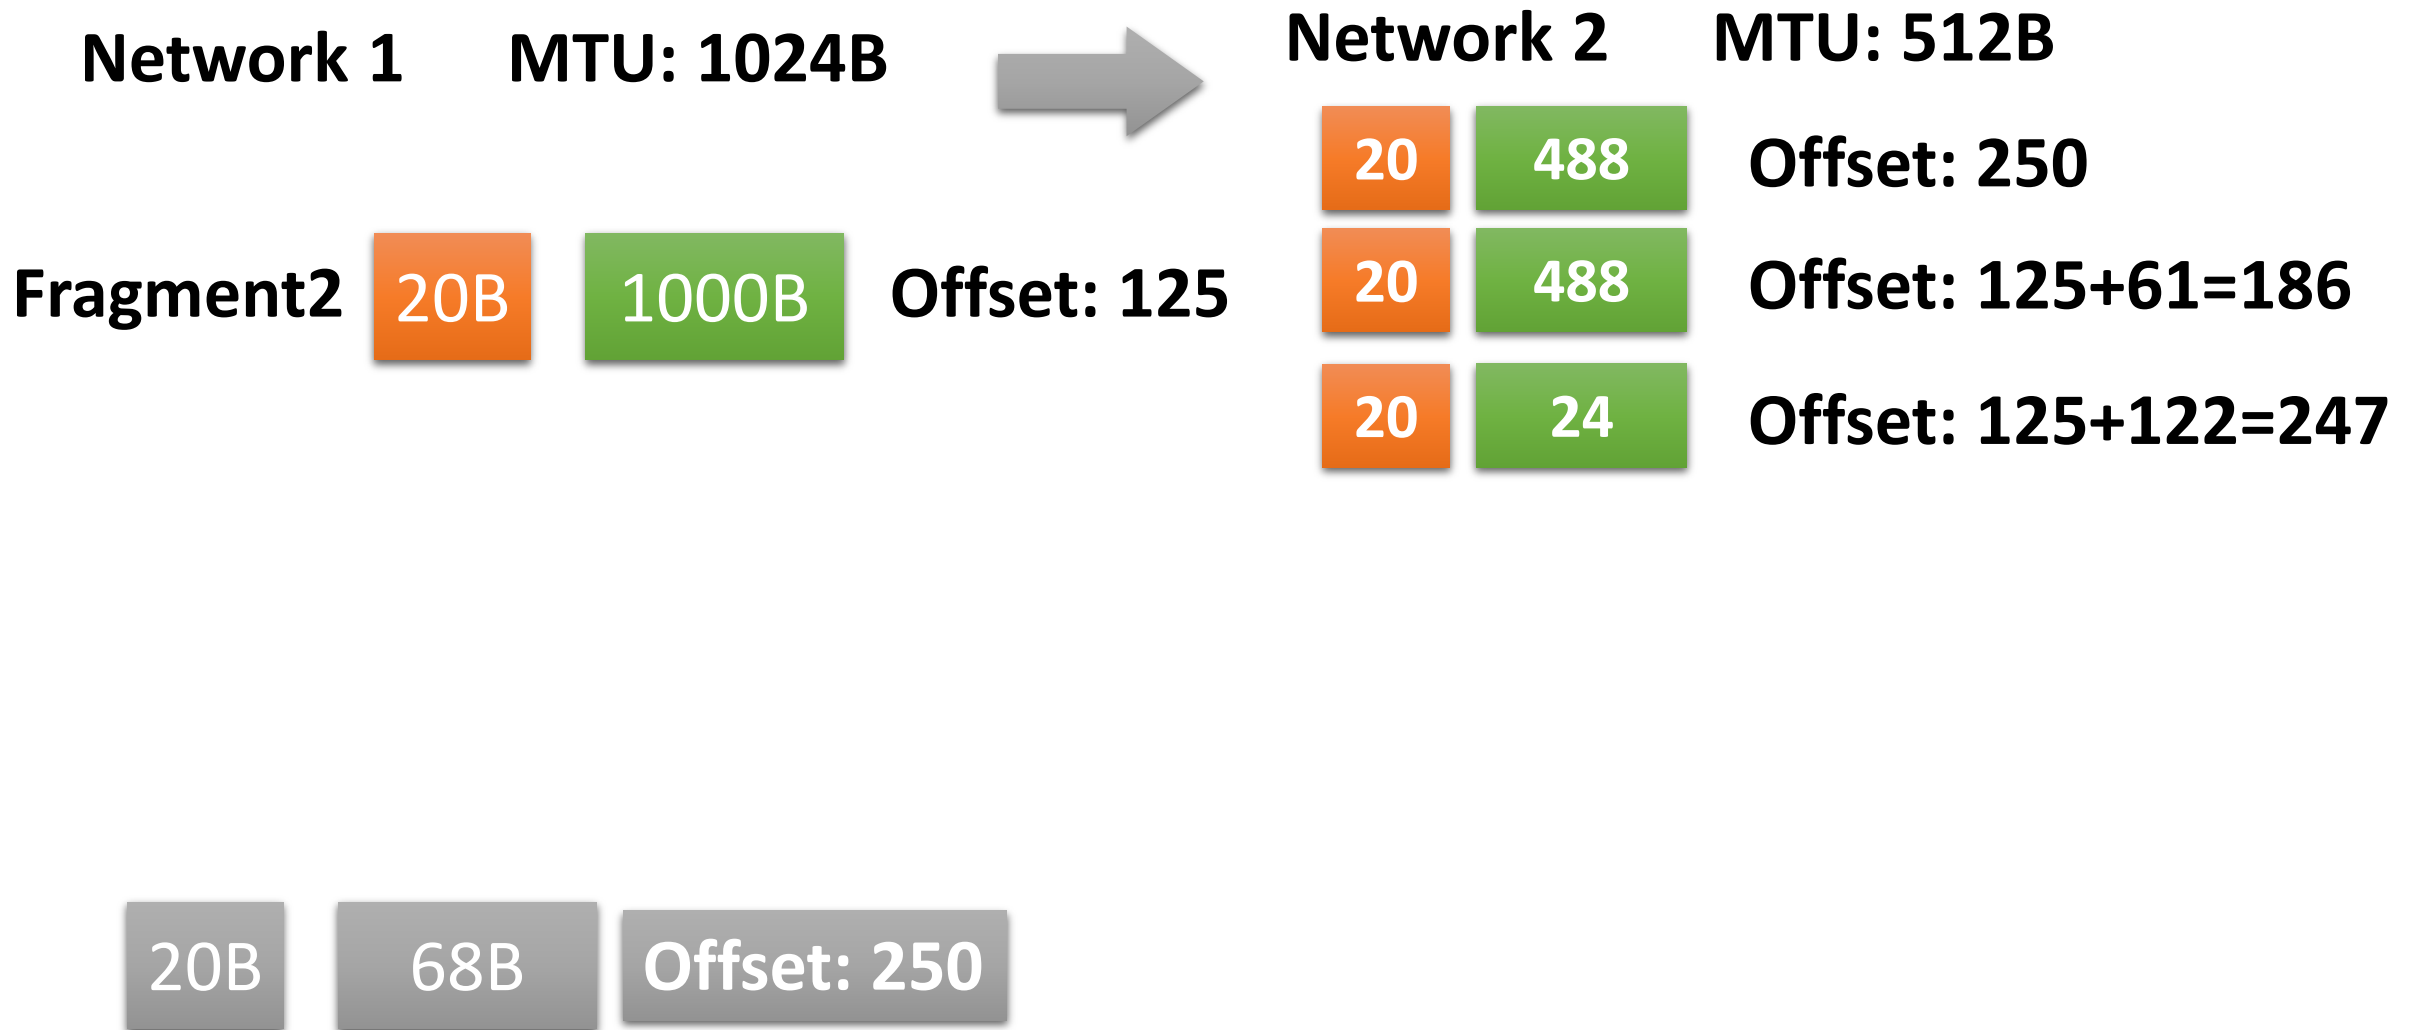 Network 1 MTU: 1024B
Network 2 MTU: 512B
20 488 Offset: 250
Fragment2 20B 1000B Offset: 125
20 488 Offset: 125+61=186
20 24 Offset: 125+122=247
20B 68B Offset: 250